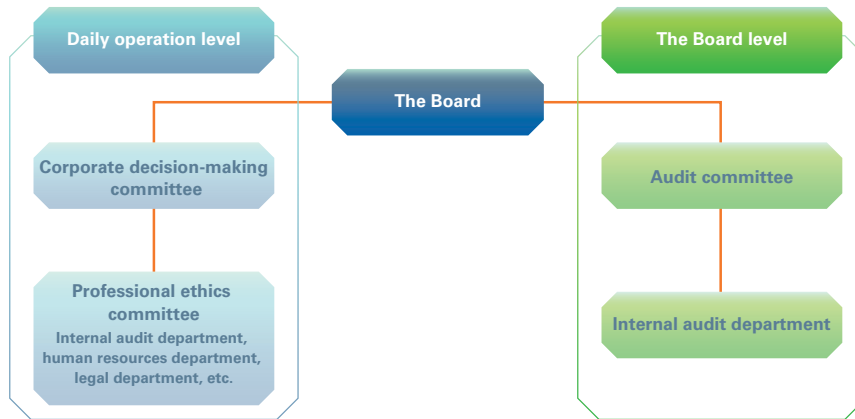 Daily operation level
The Board level
The Board
Corporate decision-making
committee
Audit committee
Professional ethics
committee
Internal audit department,
human resources department,
legal department, etc.
Internal audit department